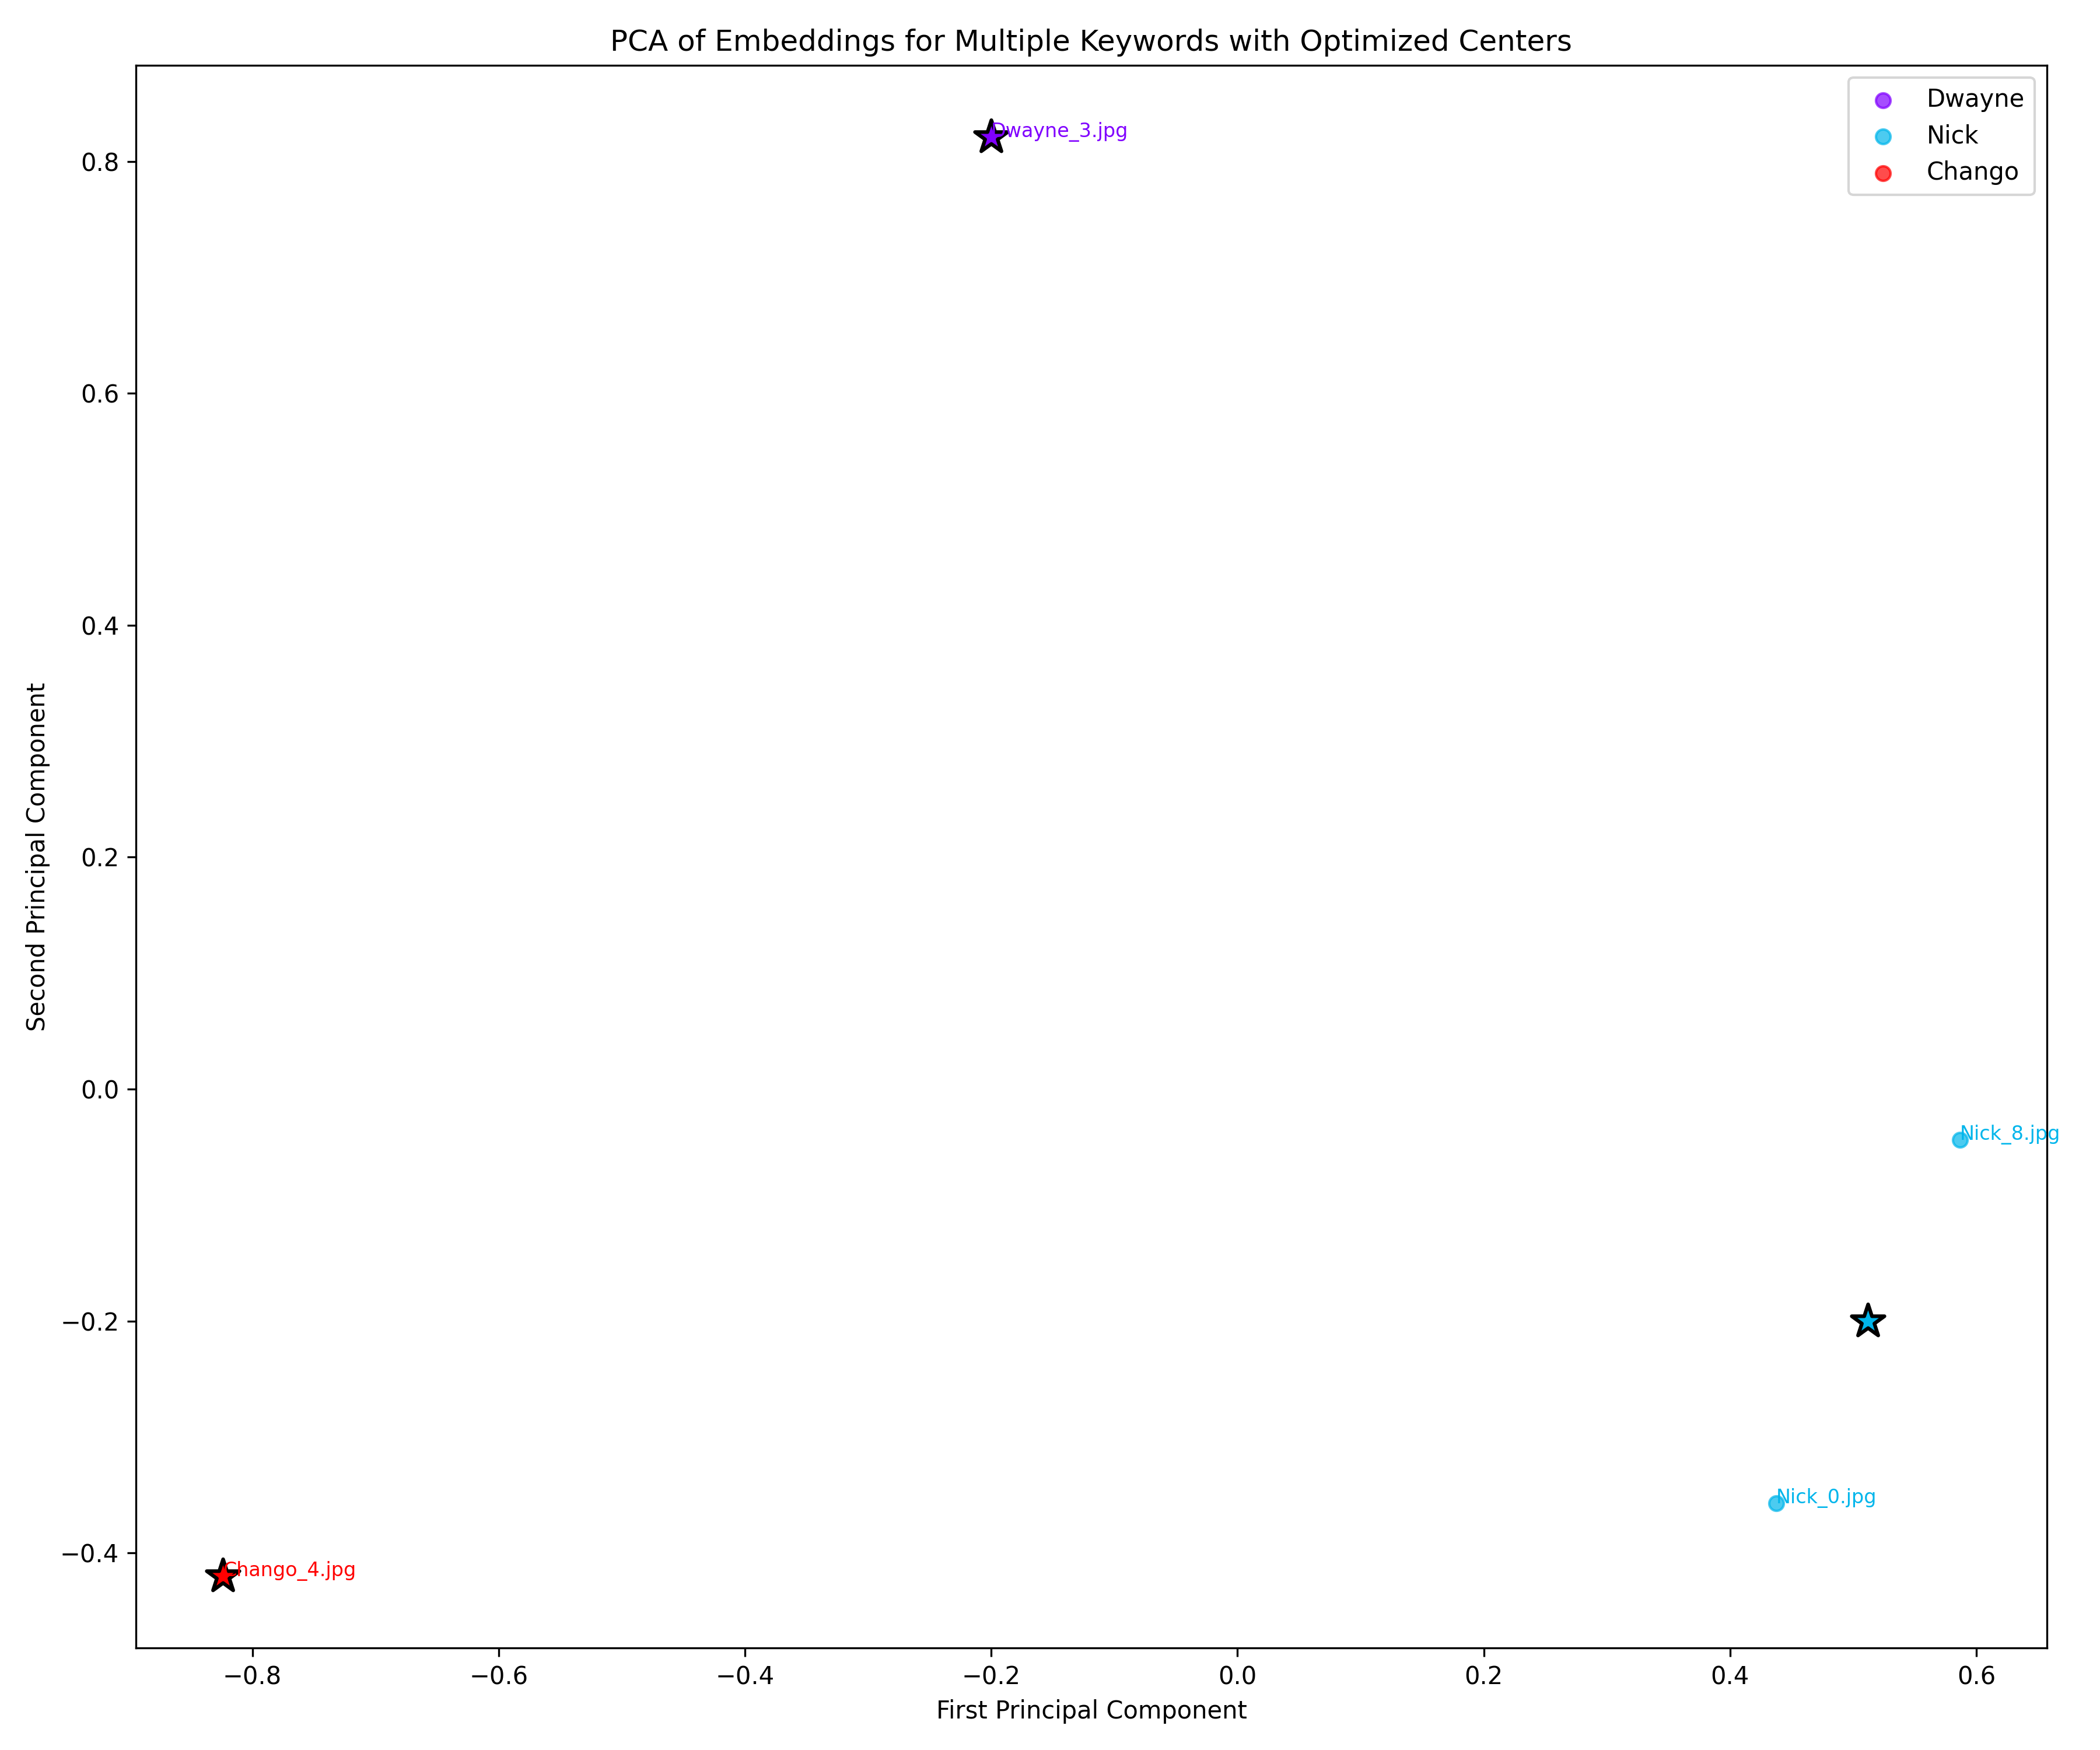 PCA of Embeddings for Multiple Keywords with Optimized Centers
Dwayne
Nick
Chango
Dwayne_3.jpg
Nick_8.jpg
Nick_0.jpg
Chango_4.jpg
Second Principal Component
0.8
0.6
0.4
0.2
0.0
−0.2
−0.4
−0.8
−0.6
−0.4
−0.2
0.0
0.2
0.4
0.6
First Principal Component